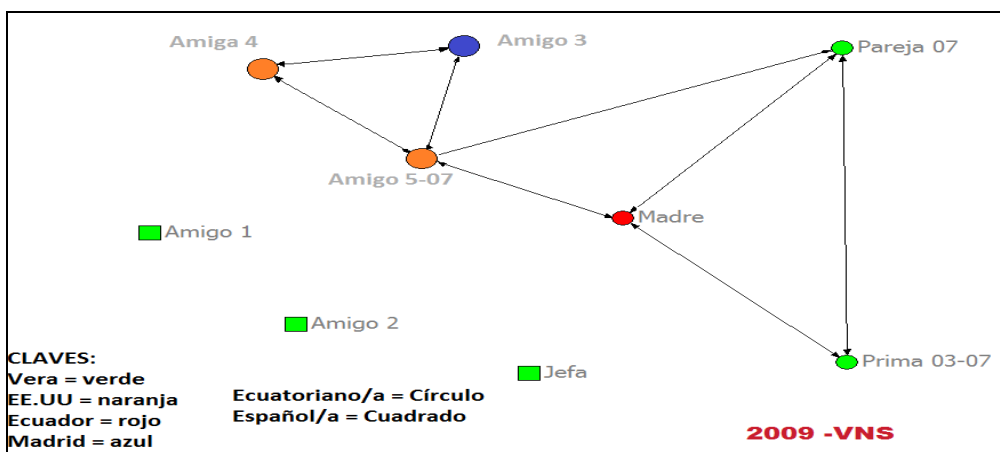 Amiga 4
Amigo 3
Pareja 07
Amigo 5-07
Madre
Amigo 1
Amigo 2
Jefa
Prima 03-07
CLAVES:
Vera = verde
EE.UU = naranja
Ecuador = rojo
Madrid = azul
Ecuatoriano/a = Círculo
Español/a = Cuadrado
2009 -VNS